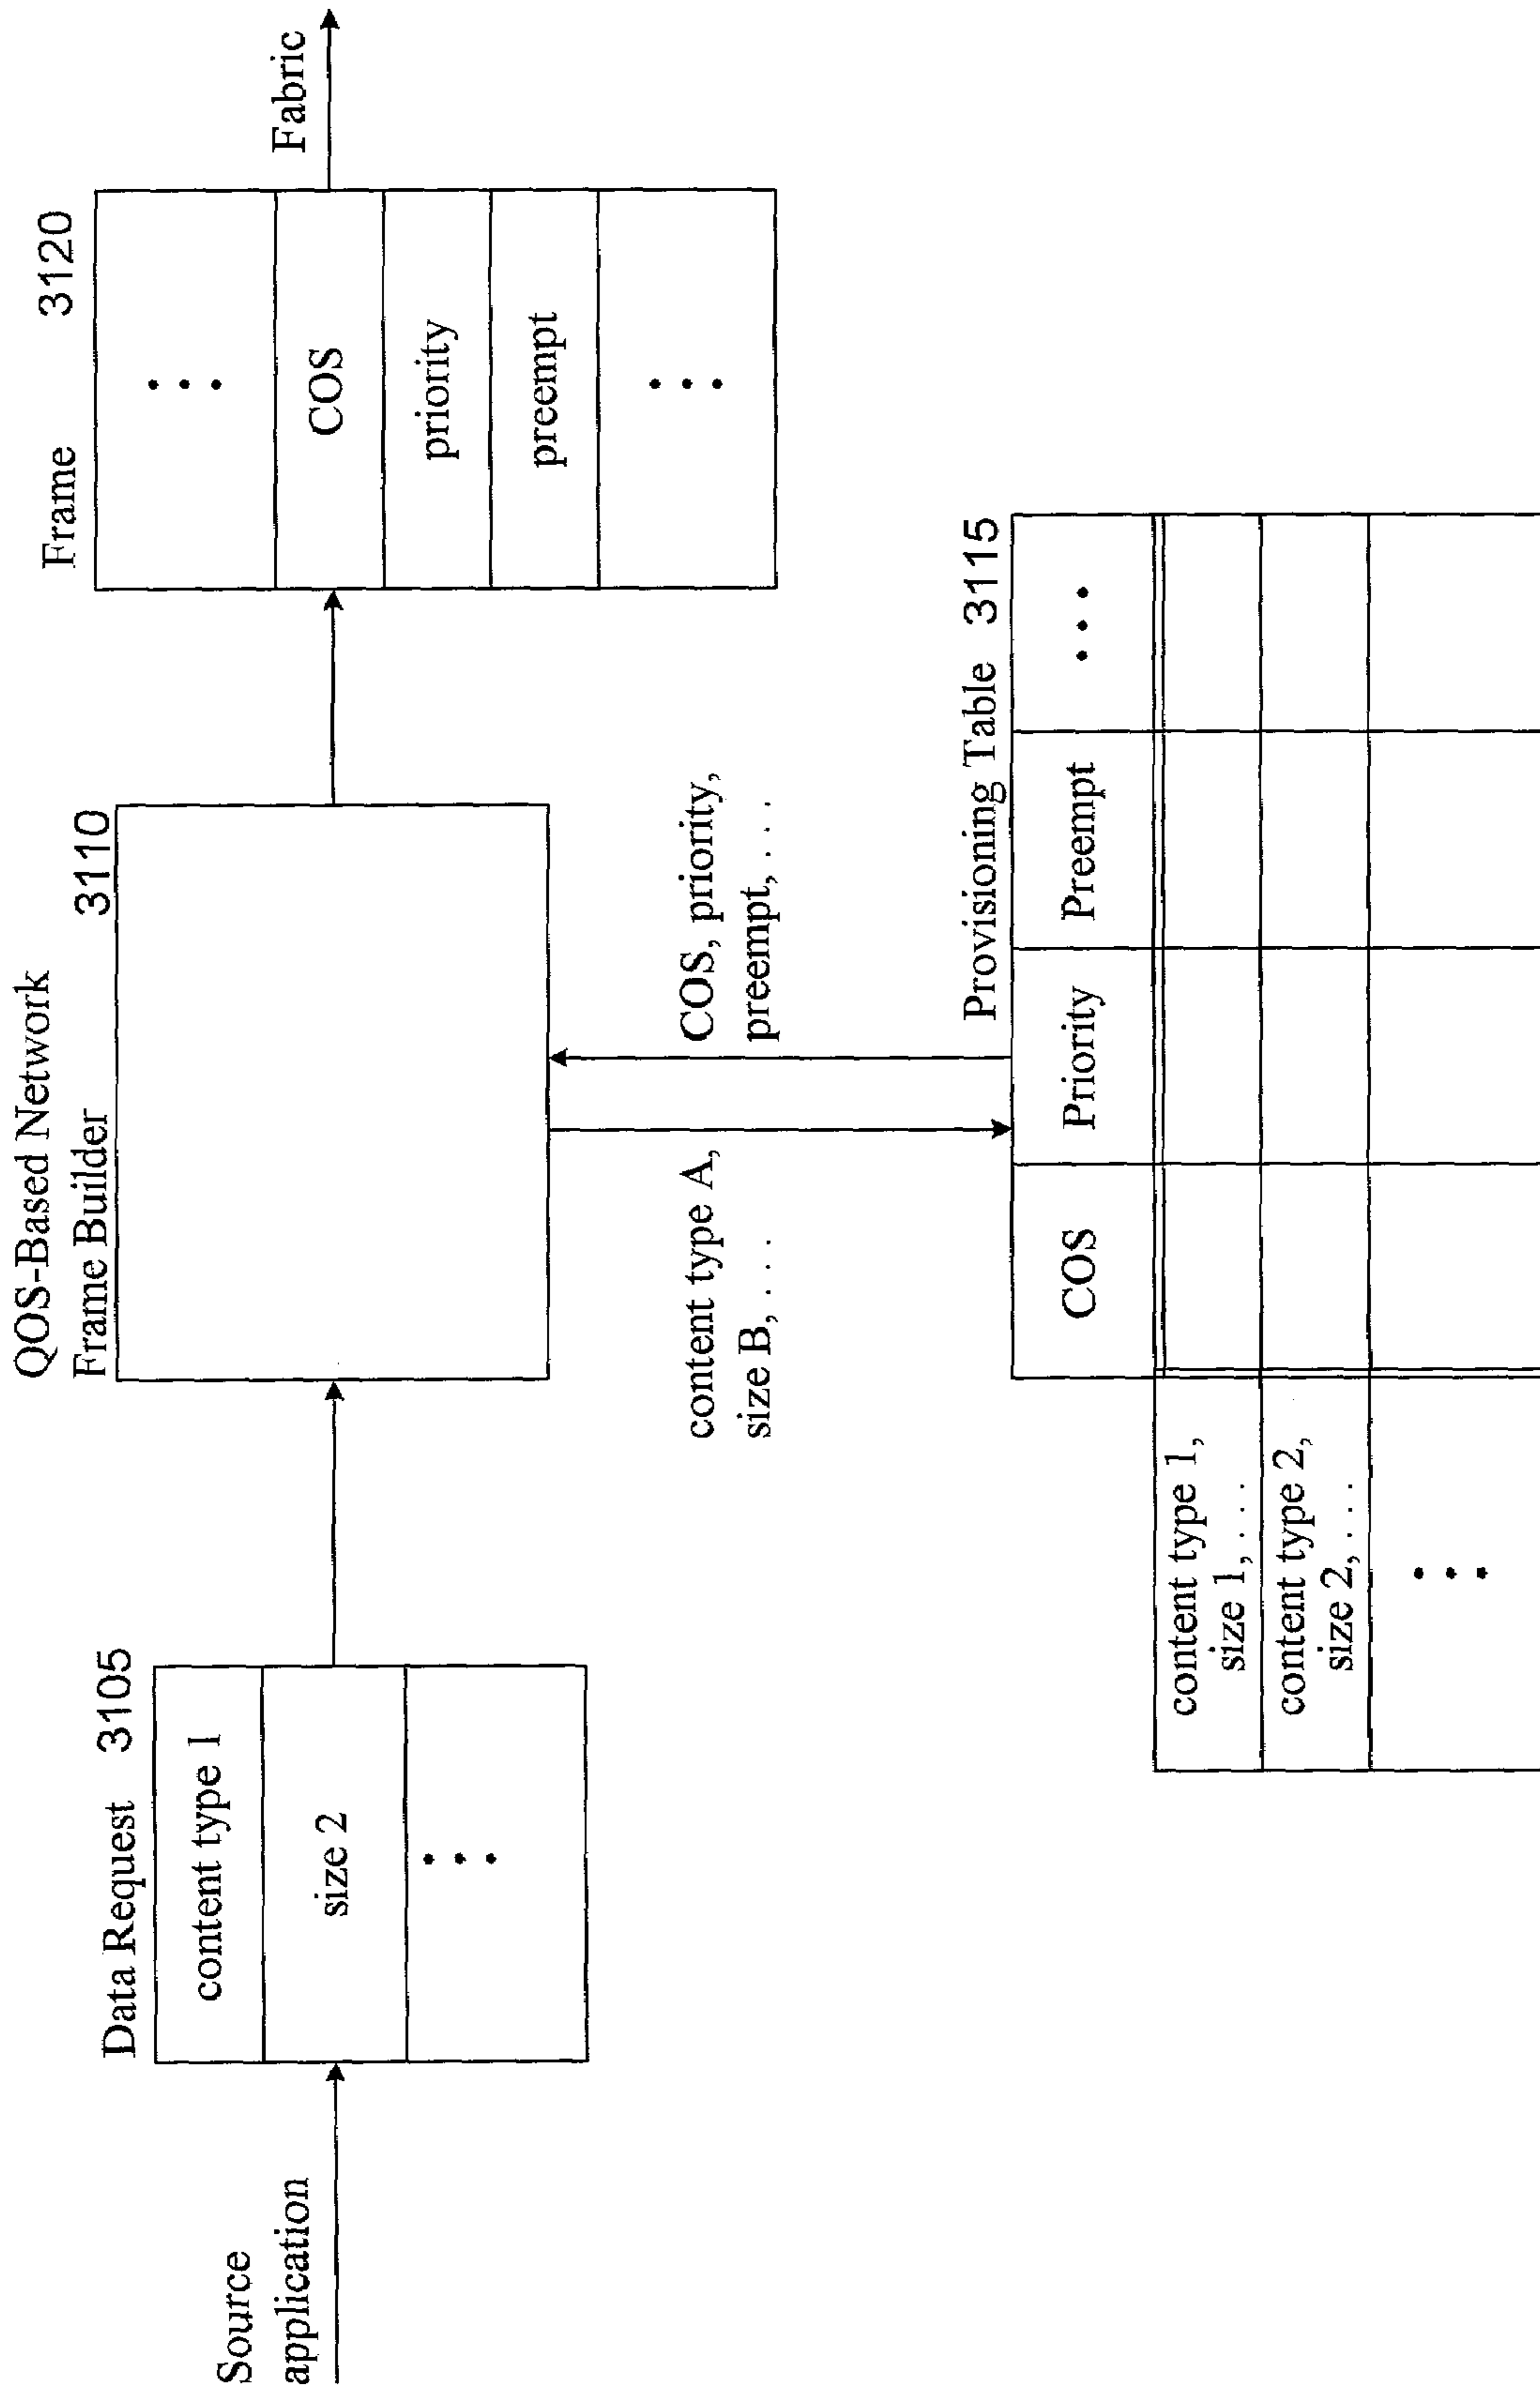 Source
application
Data Request 3105
content type 1
size 2
QOS-Based Network
Frame Builder 3110
content type A,
size B, . . .
COS, priority,
preempt, . . .
Frame 3120
COS
priority
preempt
Fabric
Provisioning Table 3115
COS Priority Preempt
content type 1,
size 1, . . .
content type 2,
size 2, . . .